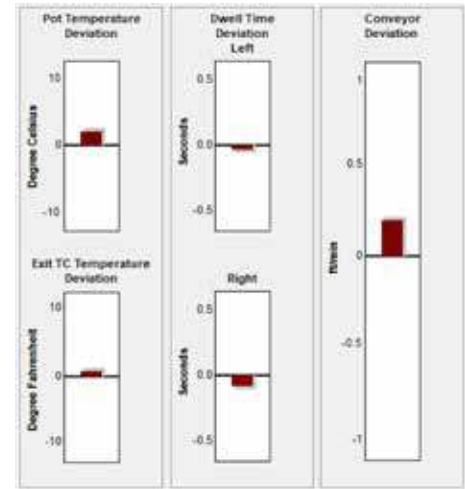 Pot Temperature
Deviation
10
0
-10
Degree Celsius
Exit TC Temperature
Deviation
10
0
-10
Degree Fahrenheit
Dwell Time
Deviation
Left
0.5
0.0
-0.5
Seconds
Right
0.5
0.0
-0.5
Seconds
Conveyor
Deviation
1
0.5
0
-0.5
-1
ft/min